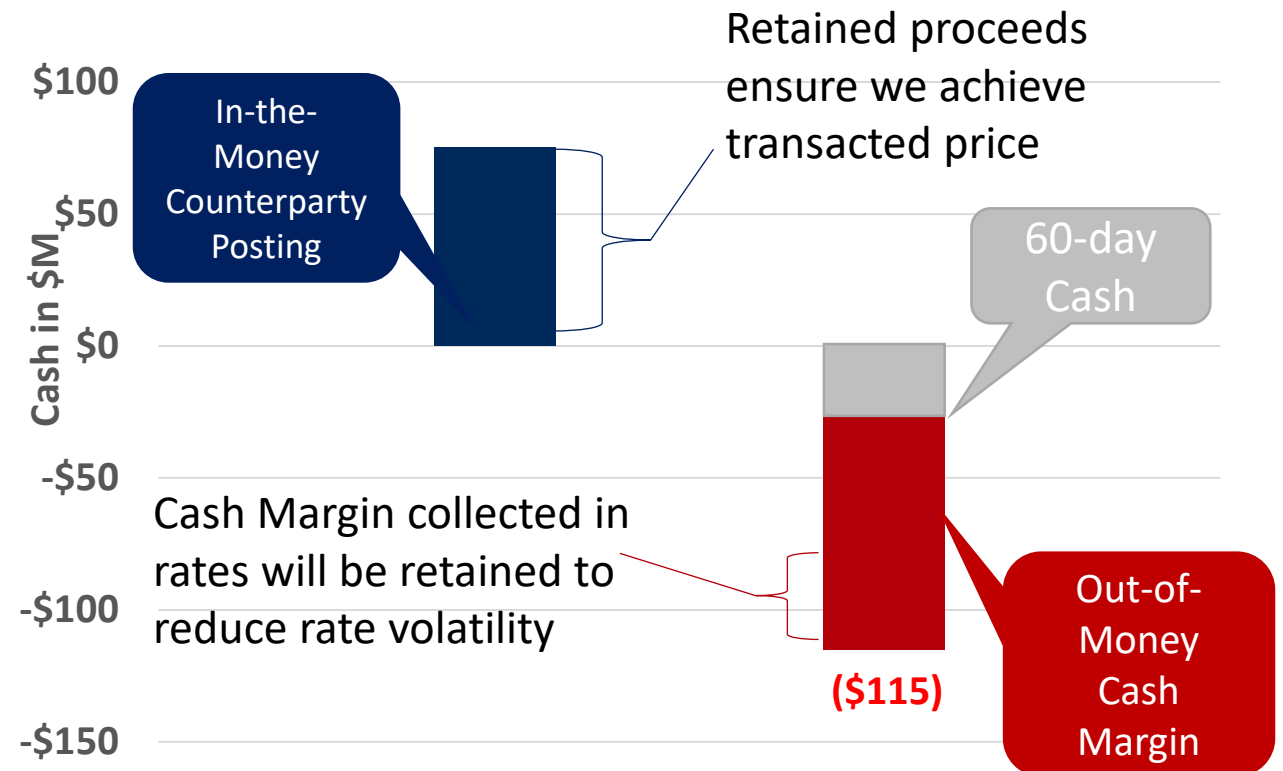 Retained proceeds
ensure we achieve
transacted price
$100
$50
$0
-$50
-$100
-$150
Cash in $M
In-the-
Money
Counterparty
Posting
60-day
Cash
Cash Margin collected in
rates will be retained to
reduce rate volatility
($115)
Out-of-
Money
Cash
Margin